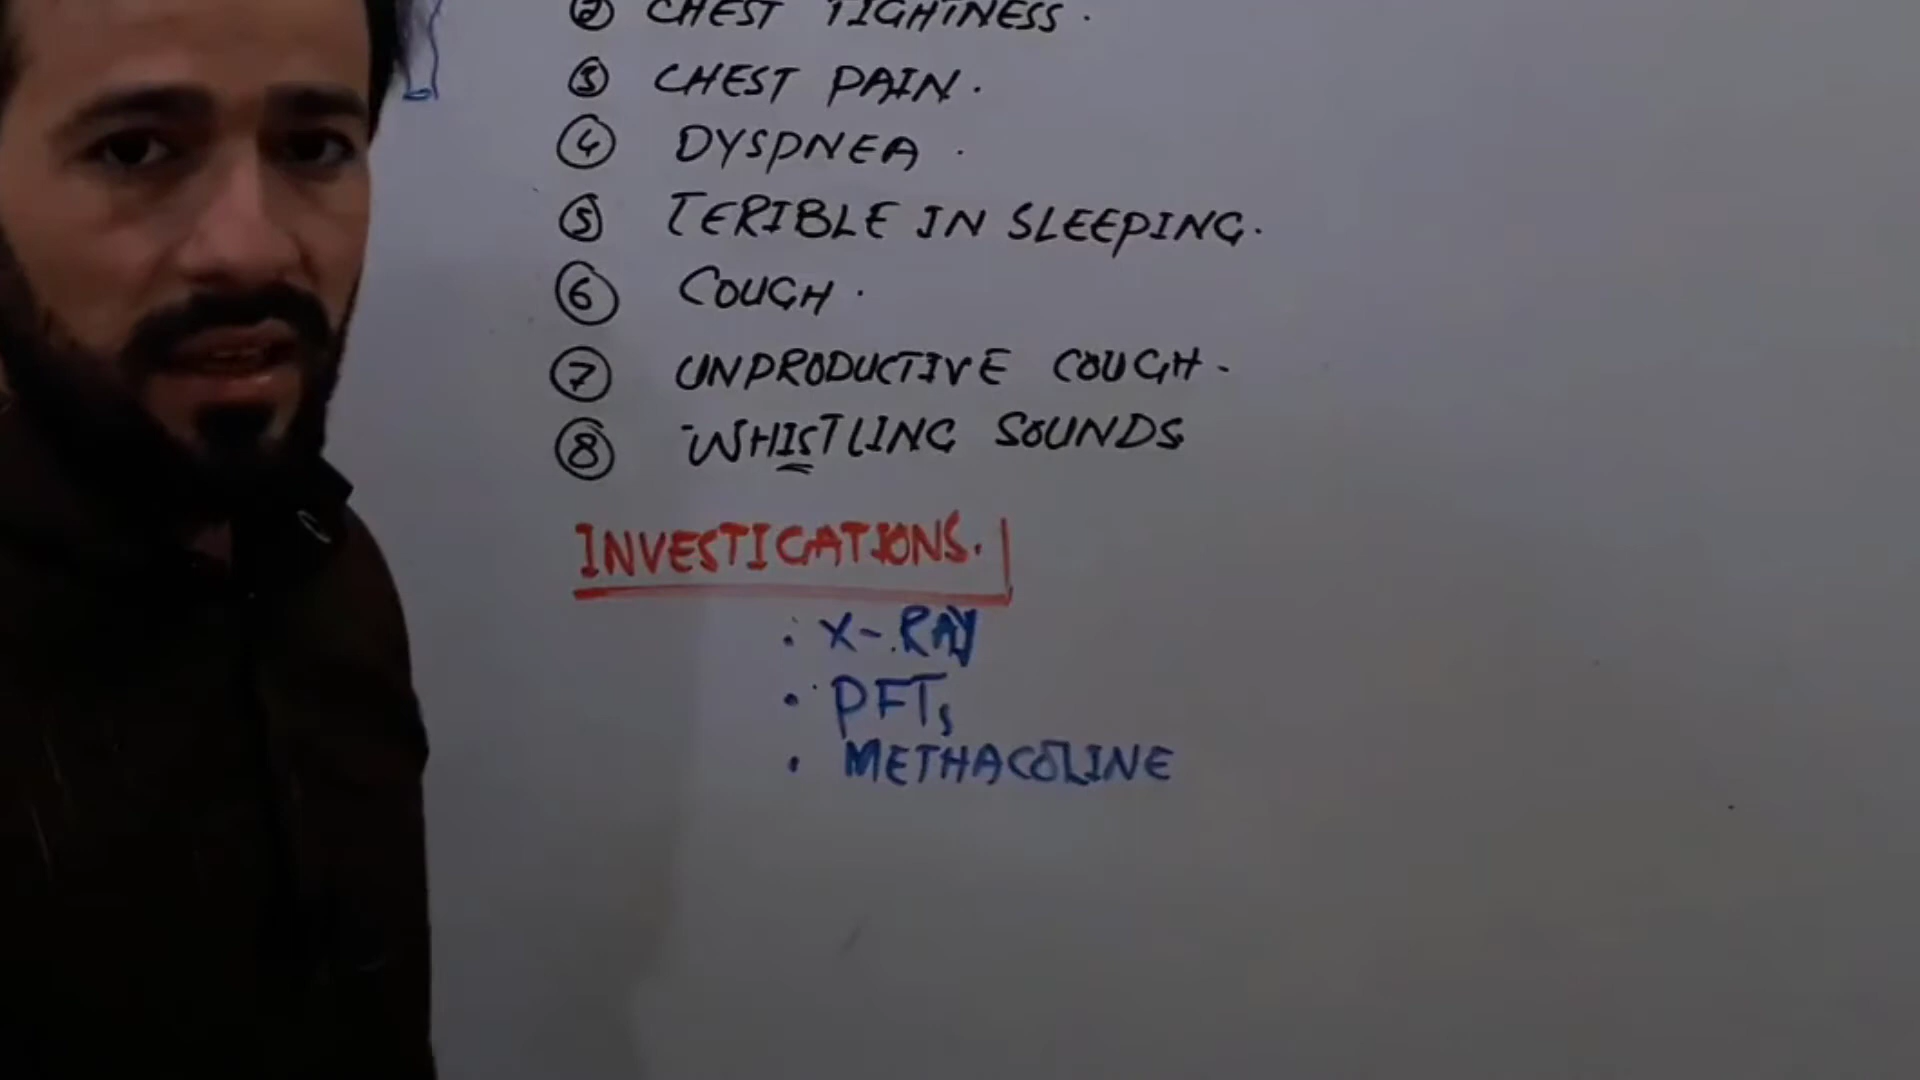 ② CHEST TIGHTNESS.
③ CHEST PAIN.
④ DYSPNEA.
⑤ TERIBLE IN SLEEPING.
⑥ COUGH.
⑦ UNPRODUCTIVE COUGH.
⑧ WHISTLING SOUNDS
INVESTIGATIONS.
. X-RAY
. PFTs
. METHACOLINE